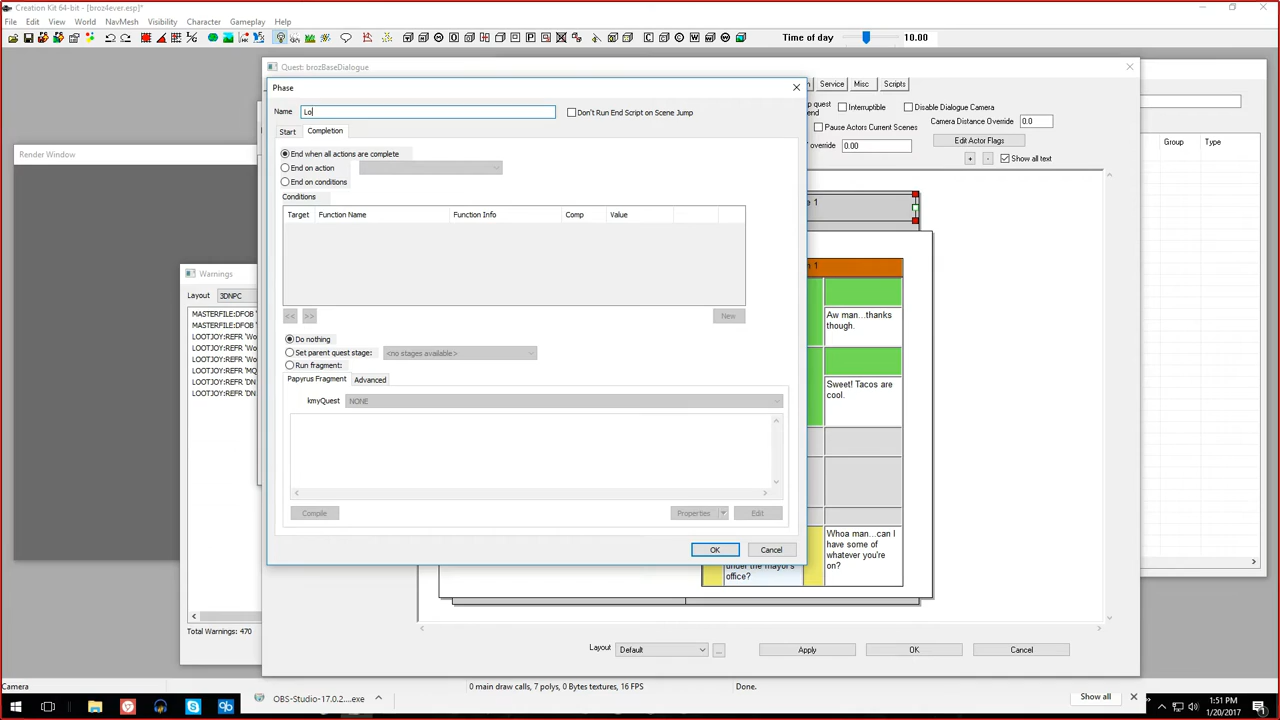 Creation Kit 64-bit - [broz4ever.esp]*
File Edit View World NavMesh Visibility Character Gameplay Help
Time of day 10.00
Quest: brozBaseDialogue
Phase
Service Misc Scripts
Name Lo Don't Run End Script on Scene Jump
Interruptible Disable Dialogue Camera
Camera Distance Override 0.0
Start Completion
Pause Actors Current Scenes
override 0.00 Edit Actor Flags
+ - Show all text
Group Type
Render Window
End when all actions are complete
End on action
End on conditions
Conditions
Target Function Name Function Info Comp Value
<< >> New
Do nothing
Set parent quest stage: <no stages available>
Run fragment:
Papyrus Fragment Advanced
kmyQuest NONE
Compile Properties Edit
OK Cancel
Warnings
Layout 3DNPC
MASTERFILE:DFOB '
MASTERFILE:DFOB '
LOOTJOY:REFR 'Wo
LOOTJOY:REFR 'Wo
LOOTJOY:REFR 'Wo
LOOTJOY:REFR 'MQ
LOOTJOY:REFR 'DN
LOOTJOY:REFR 'DN
Total Warnings: 470
Aw man...thanks
though.
Sweet! Tacos are
cool.
Whoa man...can I
have some of
whatever you're
on?
under the mayor's
office?
Layout Default ... Apply OK Cancel
Camera 0 main draw calls, 7 polys, 0 Bytes textures, 16 FPS Done.
OBS-Studio-17.0.2....exe Show all
1:51 PM
1/20/2017